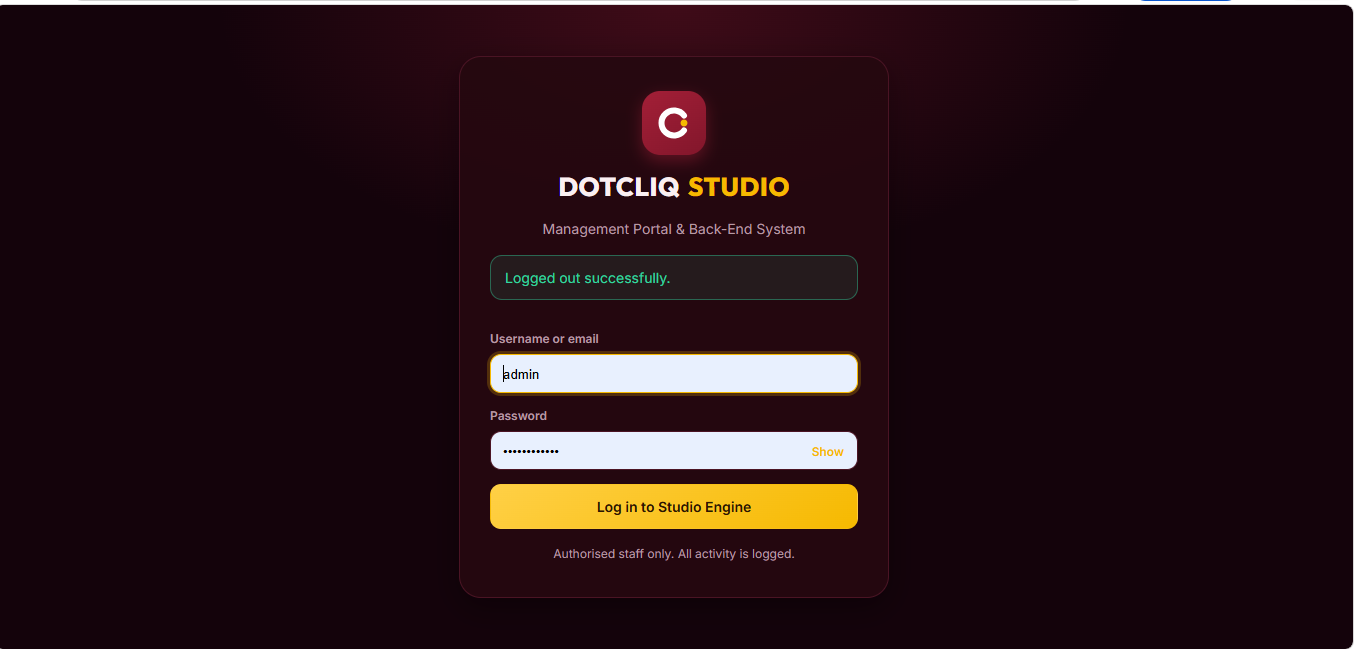 DOTCLIQ STUDIO
Management Portal & Back-End System
Logged out successfully.
Username or email
admin
Password
••••••••••••
Show
Log in to Studio Engine
Authorised staff only. All activity is logged.